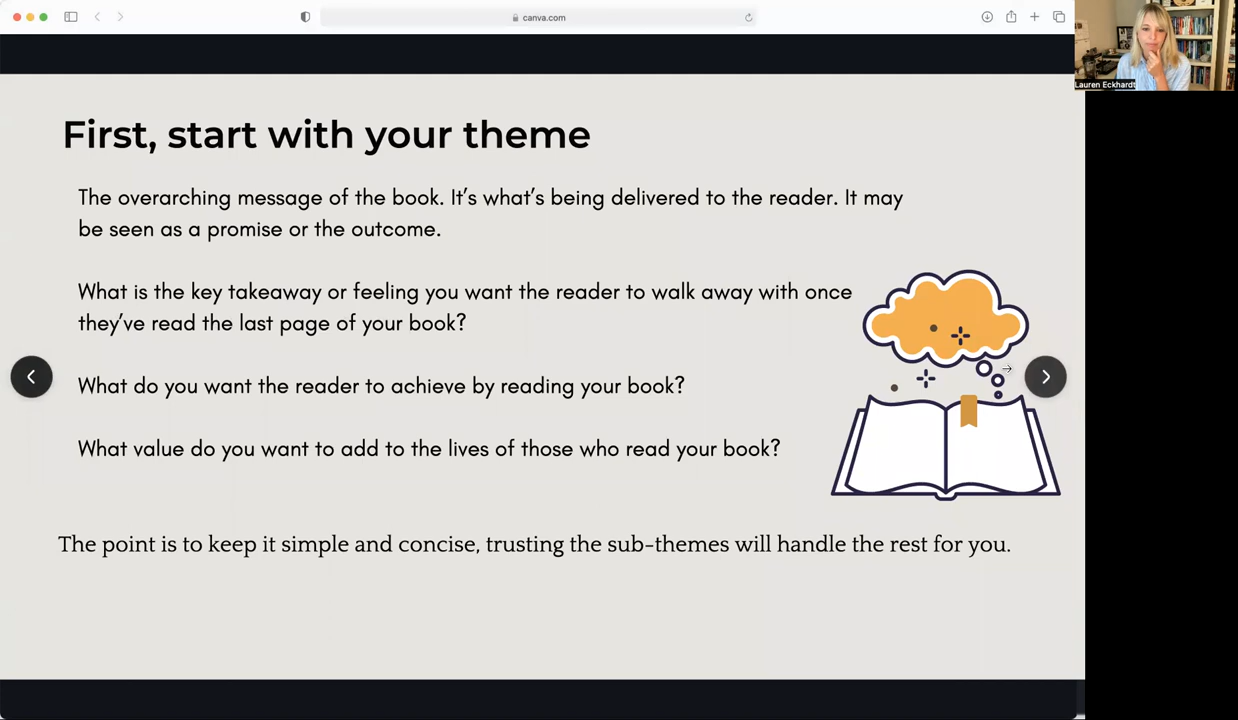 canva.com
Lauren Eckhardt
First, start with your theme
The overarching message of the book. It's what's being delivered to the reader. It may
be seen as a promise or the outcome.
What is the key takeaway or feeling you want the reader to walk away with once
they've read the last page of your book?
What do you want the reader to achieve by reading your book?
What value do you want to add to the lives of those who read your book?
The point is to keep it simple and concise, trusting the sub-themes will handle the rest for you.